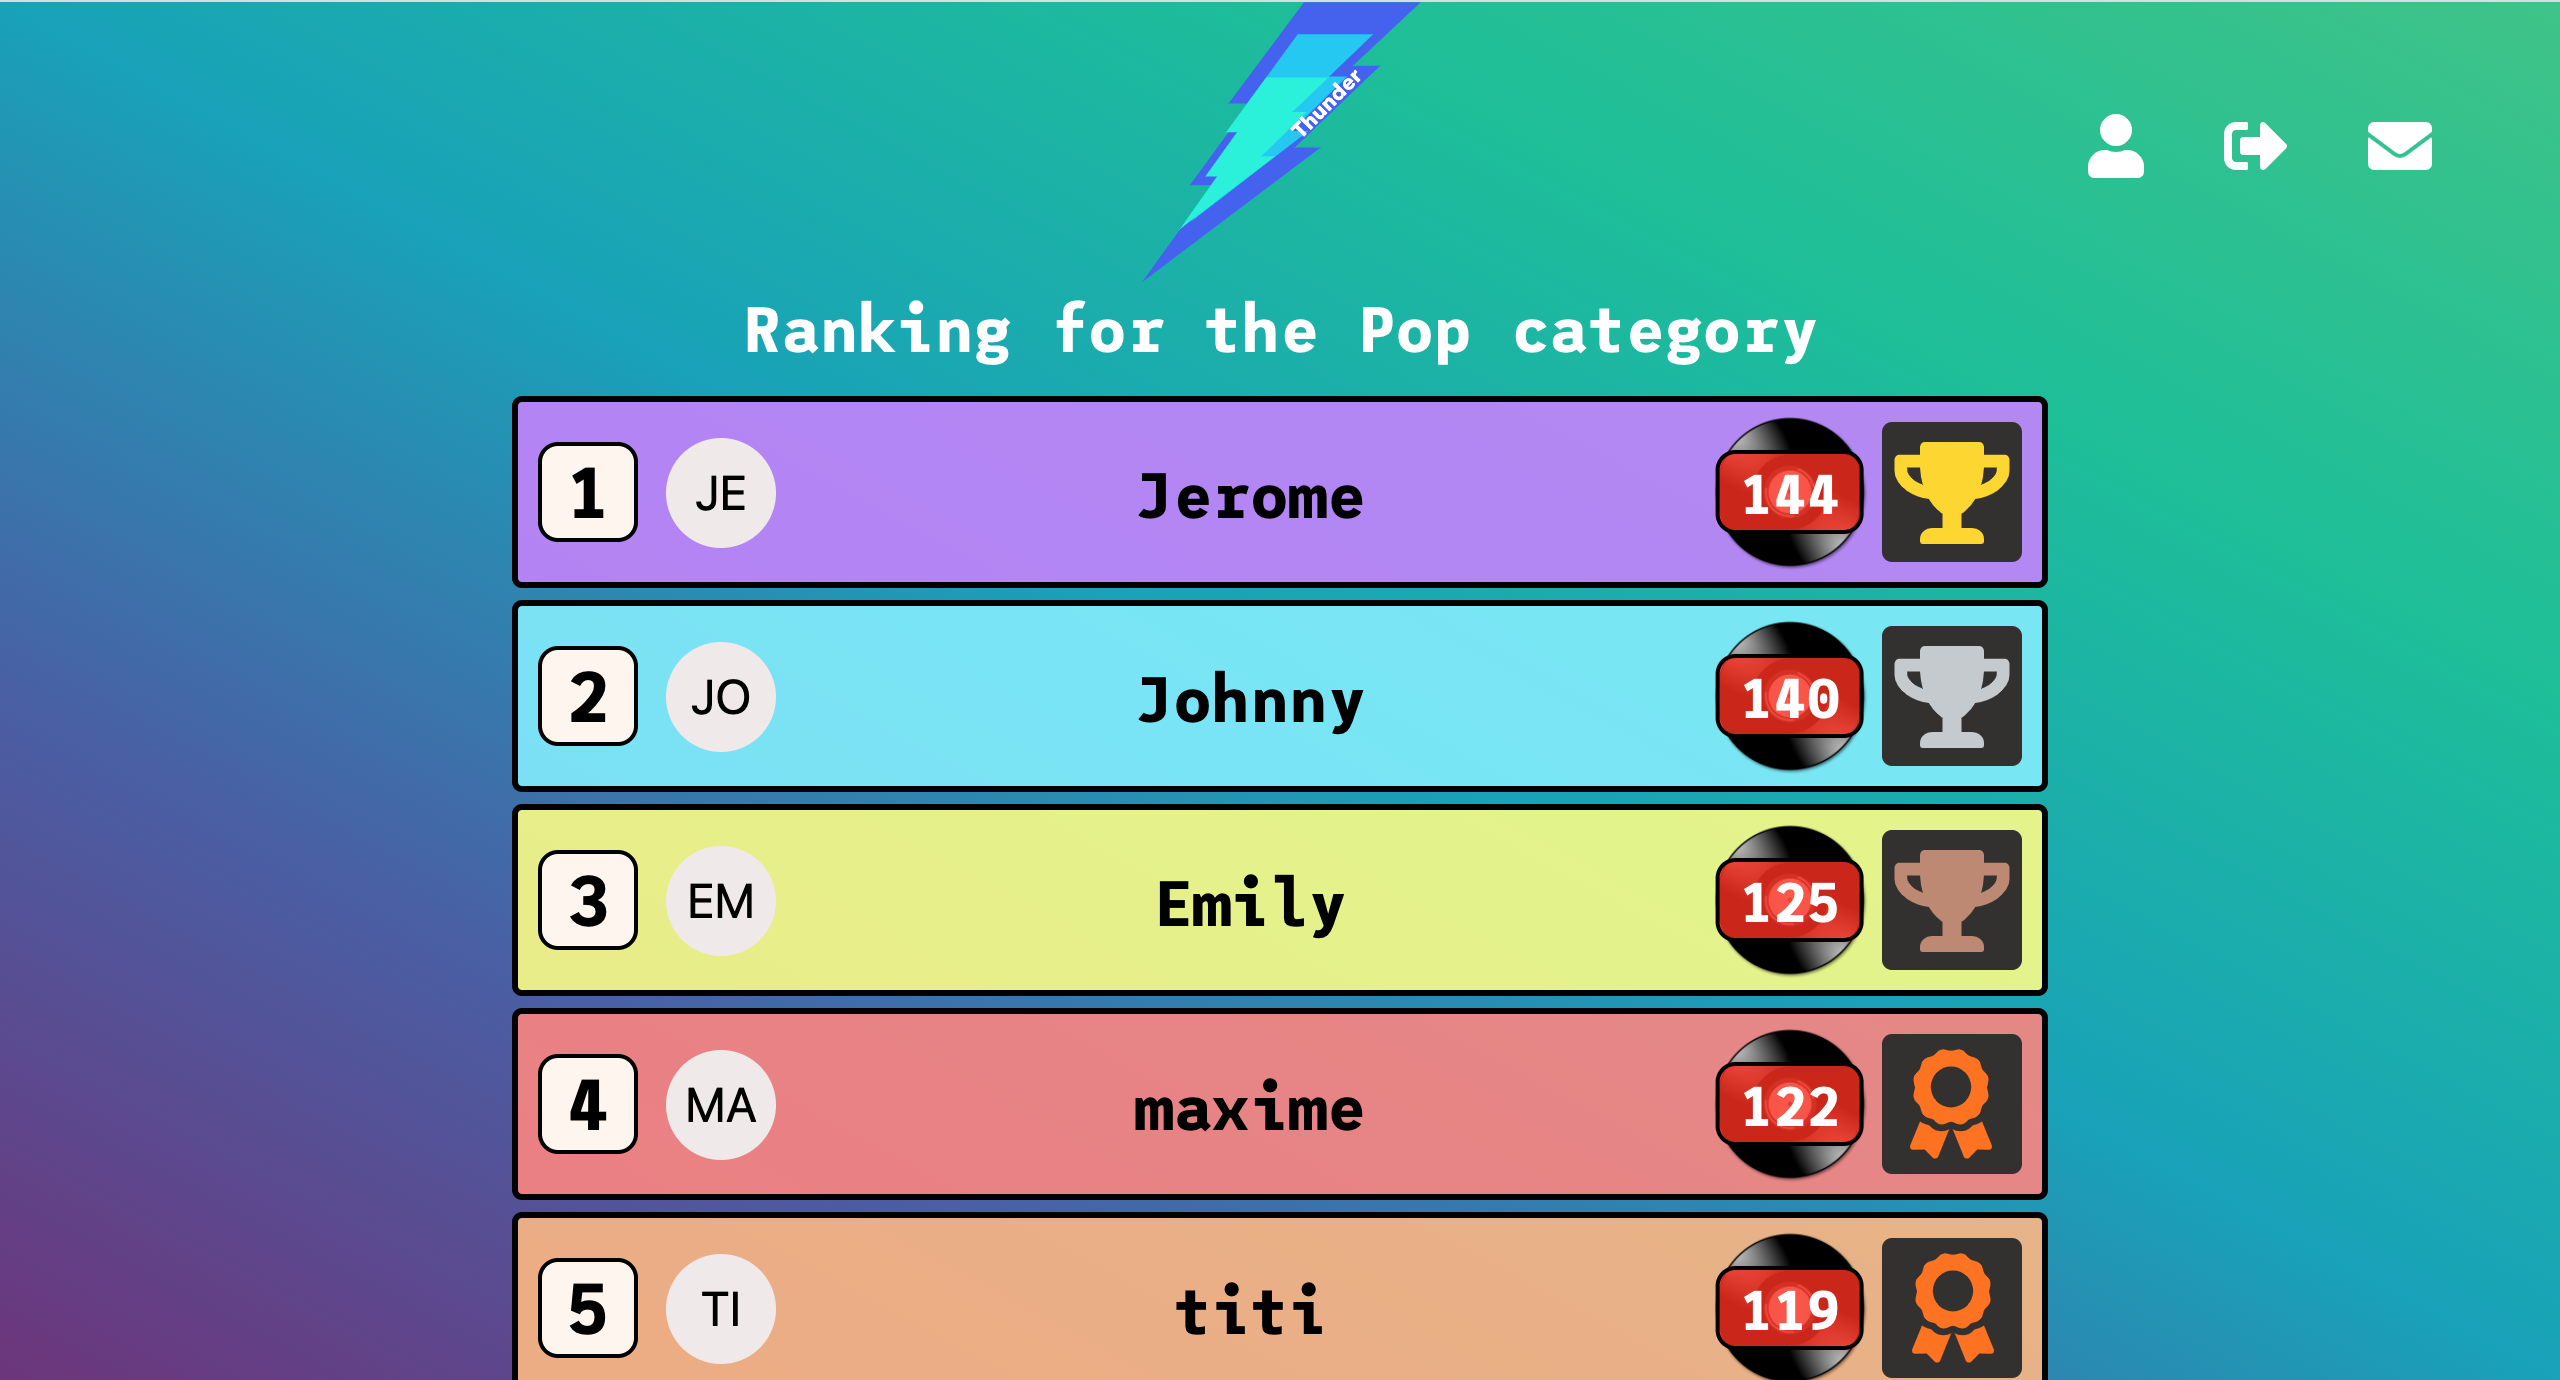 Thunder
Ranking for the Pop category
1 JE Jerome 144
2 JO Johnny 140
3 EM Emily 125
4 MA maxime 122
5 TI titi 119